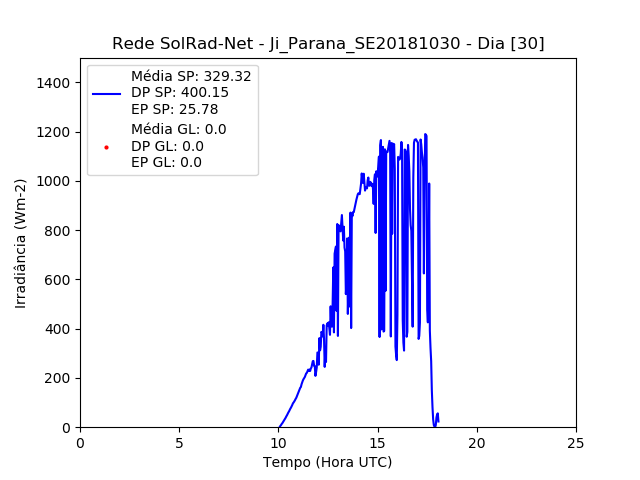 Rede SolRad-Net - Ji_Parana_SE20181030 - Dia [30]
Média SP: 329.32
DP SP: 400.15
EP SP: 25.78
Média GL: 0.0
DP GL: 0.0
EP GL: 0.0
Irradiância (Wm-2)
1400
1200
1000
800
600
400
200
0
0 5 10 15 20 25
Tempo (Hora UTC)